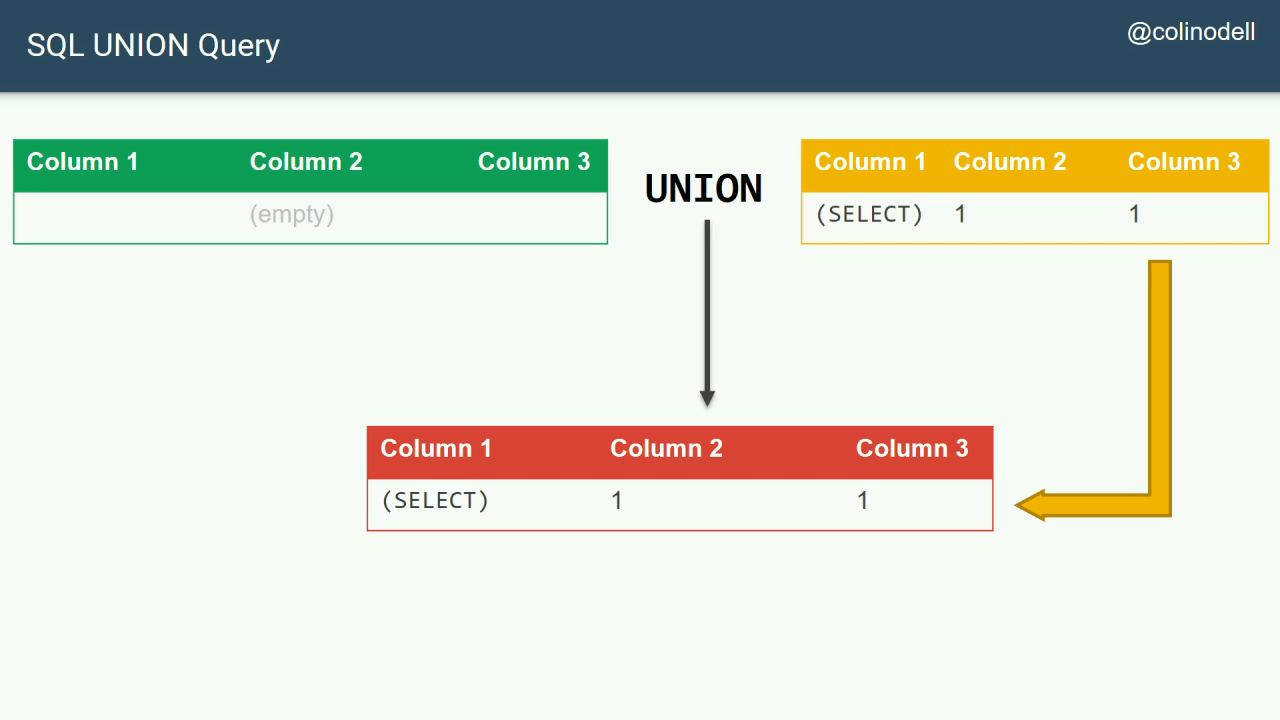 SQL UNION Query
@colinodell
Column 1 Column 2 Column 3
(empty)
UNION
Column 1 Column 2 Column 3
(SELECT) 1 1
Column 1 Column 2 Column 3
(SELECT) 1 1